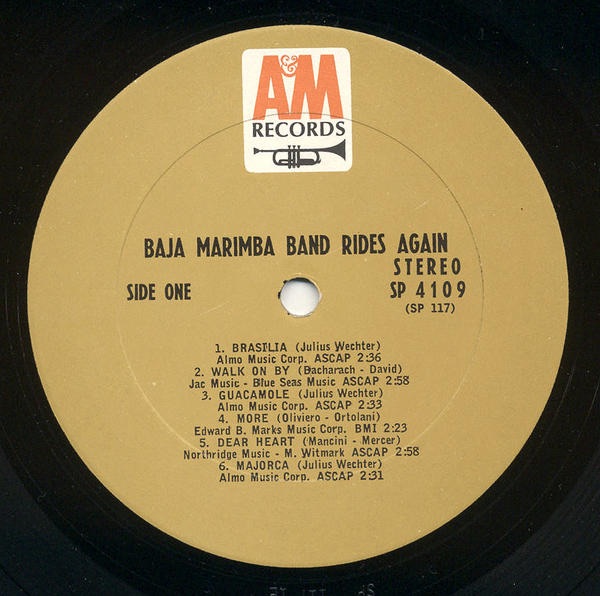 A&M
RECORDS
BAJA MARIMBA BAND RIDES AGAIN
STEREO
SIDE ONE
SP 4109
(SP 117)
1. BRASILIA (Julius Wechter)
Almo Music Corp. ASCAP 2:36
2. WALK ON BY (Bacharach - David)
Jac Music - Blue Seas Music ASCAP 2:58
3. GUACAMOLE (Julius Wechter)
Almo Music Corp. ASCAP 2:33
4. MORE (Oliviero - Ortolani)
Edward B. Marks Music Corp. BMI 2:23
5. DEAR HEART (Mancini - Mercer)
Northridge Music - M. Witmark ASCAP 2:58
6. MAJORCA (Julius Wechter)
Almo Music Corp. ASCAP 2:31